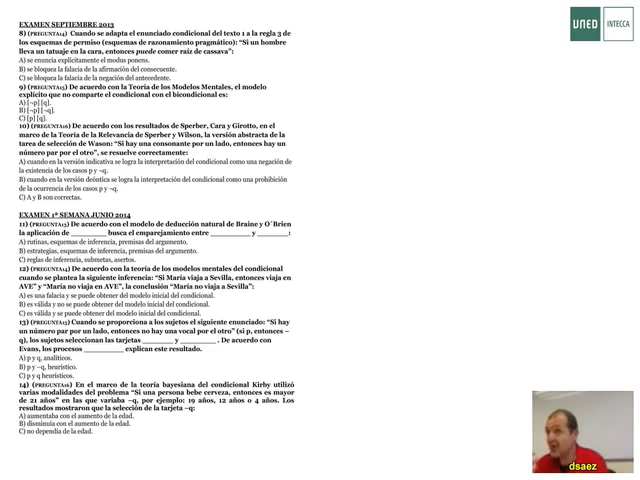 EXAMEN SEPTIEMBRE 2013
8) (PREGUNTA14) Cuando se adapta el enunciado condicional del texto 1 a la regla 3 de
los esquemas de permiso (esquemas de razonamiento pragmático): “Si un hombre
lleva un tatuaje en la cara, entonces puede comer raíz de cassava”:
A) se enuncia explícitamente el modus ponens.
B) se bloquea la falacia de la afirmación del consecuente.
C) se bloquea la falacia de la negación del antecedente.
9) (PREGUNTA15) De acuerdo con la Teoría de los Modelos Mentales, el modelo
explícito que no comparte el condicional con el bicondicional es:
A) [¬p] [q].
B) [¬p] [¬q].
C) [p] [q].
10) (PREGUNTA16) De acuerdo con los resultados de Sperber, Cara y Girotto, en el
marco de la Teoría de la Relevancia de Sperber y Wilson, la versión abstracta de la
tarea de selección de Wason: “Si hay una consonante por un lado, entonces hay un
número par por el otro”, se resuelve correctamente:
A) cuando en la versión indicativa se logra la interpretación del condicional como una negación de
la existencia de los casos p y ¬q.
B) cuando en la versión deóntica se logra la interpretación del condicional como una prohibición
de la ocurrencia de los casos p y ¬q.
C) A y B son correctas.
EXAMEN 1ª SEMANA JUNIO 2014
11) (PREGUNTA13) De acuerdo con el modelo de deducción natural de Braine y O´Brien
la aplicación de ________ busca el emparejamiento entre _________ y _______:
A) rutinas, esquemas de inferencia, premisas del argumento.
B) estrategias, esquemas de inferencia, premisas del argumento.
C) reglas de inferencia, submetas, asertos.
12) (PREGUNTA14) De acuerdo con la teoría de los modelos mentales del condicional
cuando se plantea la siguiente inferencia: “Si María viaja a Sevilla, entonces viaja en
AVE” y “María no viaja en AVE”, la conclusión “María no viaja a Sevilla”:
A) es una falacia y se puede obtener del modelo inicial del condicional.
B) es válida y no se puede obtener del modelo inicial del condicional.
C) es válida y se puede obtener del modelo inicial del condicional.
13) (PREGUNTA15) Cuando se proporciona a los sujetos el siguiente enunciado: “Si hay
un número par por un lado, entonces no hay una vocal por el otro” (si p, entonces –
q), los sujetos seleccionan las tarjetas _______ y ________ . De acuerdo con
Evans, los procesos _________ explican este resultado.
A) p y q, analíticos.
B) p y –q, heurístico.
C) p y q heurísticos.
14) (PREGUNTA16) En el marco de la teoría bayesiana del condicional Kirby utilizó
varias modalidades del problema “Si una persona bebe cerveza, entonces es mayor
de 21 años” en las que variaba –q, por ejemplo: 19 años, 12 años o 4 años. Los
resultados mostraron que la selección de la tarjeta –q:
A) aumentaba con el aumento de la edad.
B) disminuía con el aumento de la edad.
C) no dependía de la edad.
UNED INTECCA
dsaez